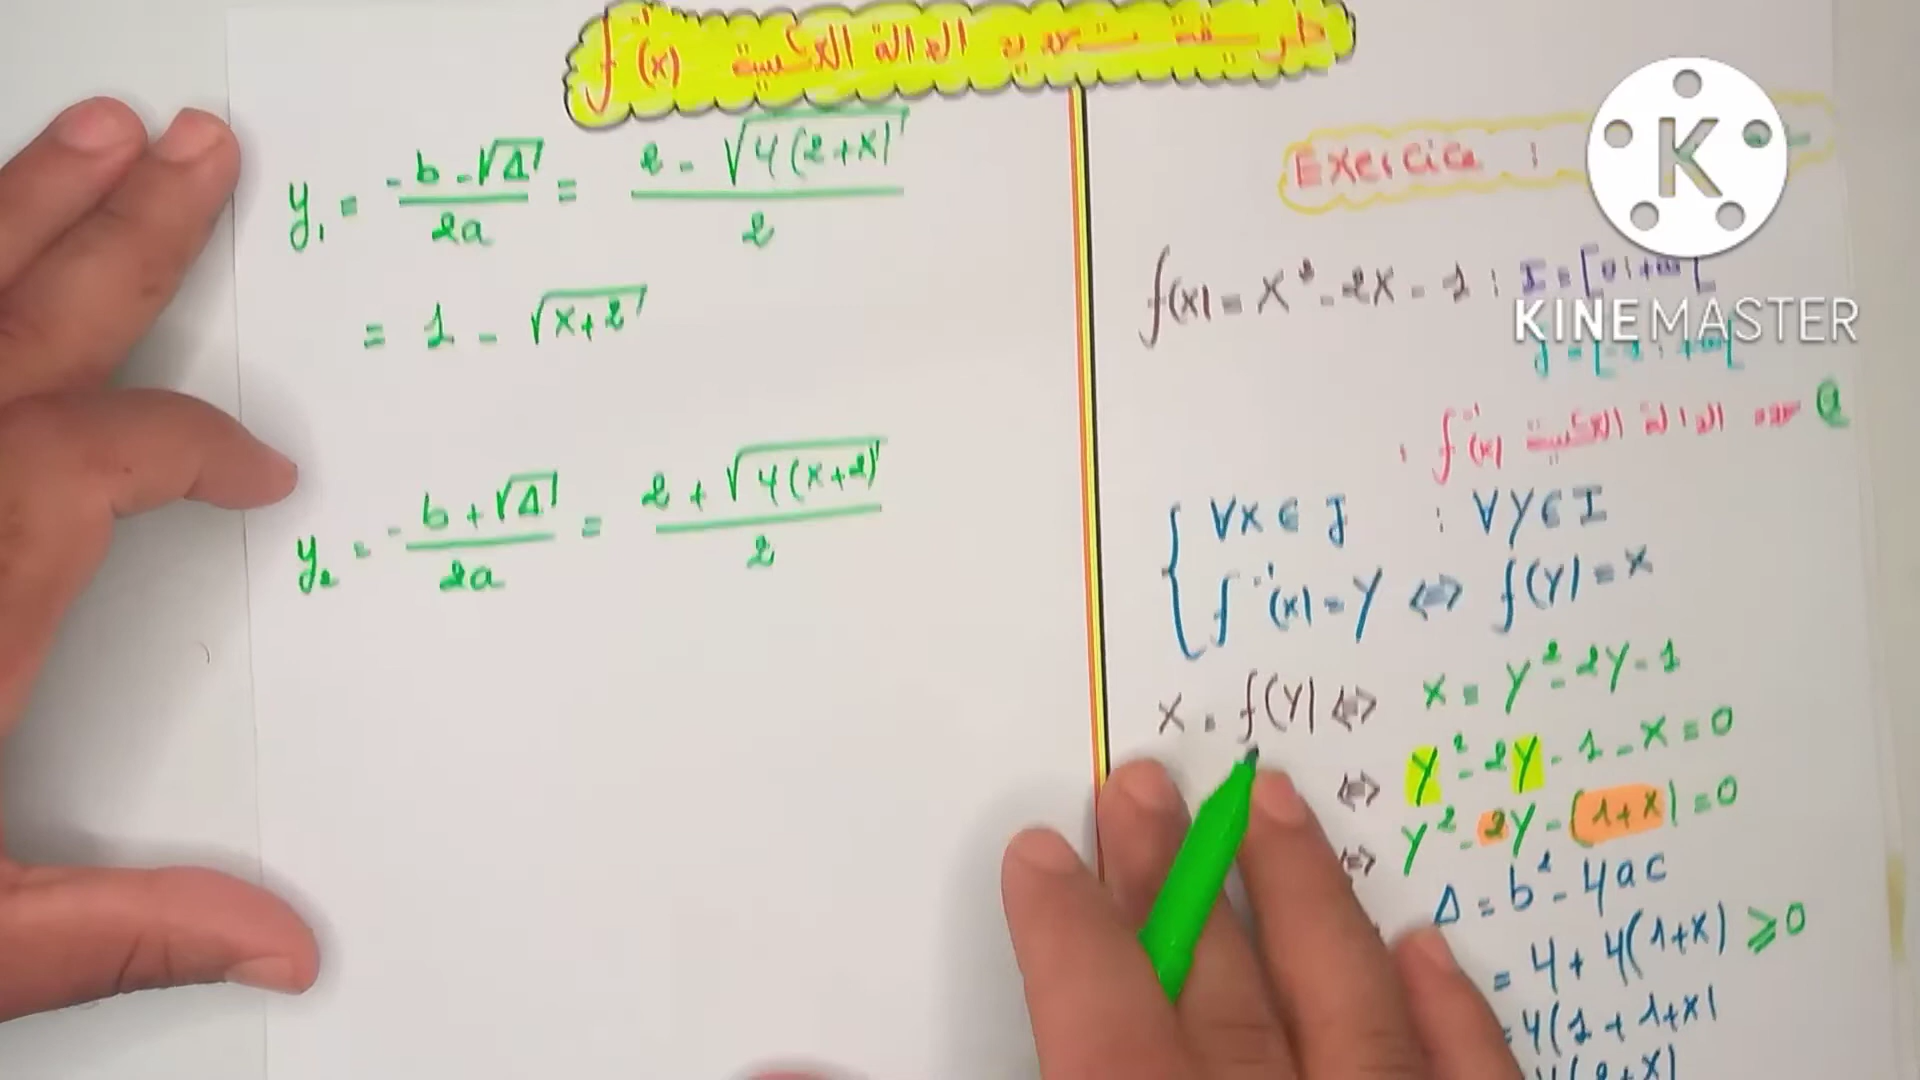 طريقة تحديد الدالة العكسية f⁻¹(x)
y₁ = (-b - √Δ)/2a = (2 - √4(2+x))/2
= 1 - √x+2
y₂ = (-b + √Δ)/2a = (2 + √4(x+2))/2
Exercice :
f(x) = x² - 2x - 1 : I = [0;+∞[
KINEMASTER
الدالة العكسية f⁻¹(x) :
∀x ∈ J : ∀y ∈ I
f⁻¹(x) = y ⇔ f(y) = x
x = f(y) ⇔ x = y² - 2y - 1
⇔ y² - 2y - 1 - x = 0
⇔ y² - 2y - (1+x) = 0
Δ = b² - 4ac
= 4 + 4(1+x) ⩾ 0
= 4(1 + 1+x)
4(2+x)